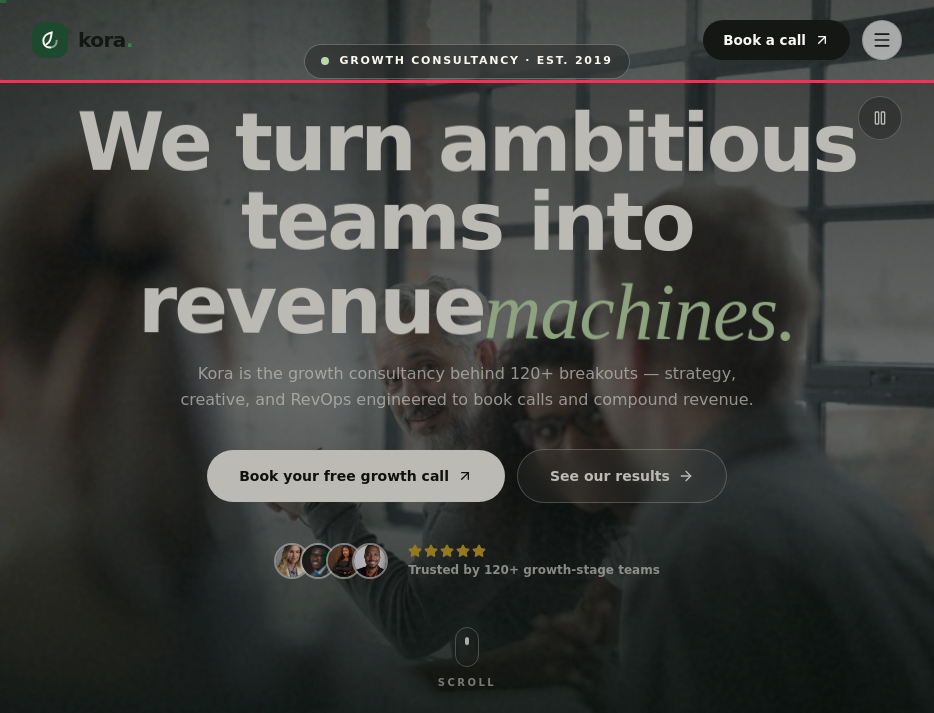 kora.
Book a call
GROWTH CONSULTANCY · EST. 2019
We turn ambitious
teams into
revenue machines.
Kora is the growth consultancy behind 120+ breakouts — strategy,
creative, and RevOps engineered to book calls and compound revenue.
Book your free growth call
See our results
Trusted by 120+ growth-stage teams
SCROLL